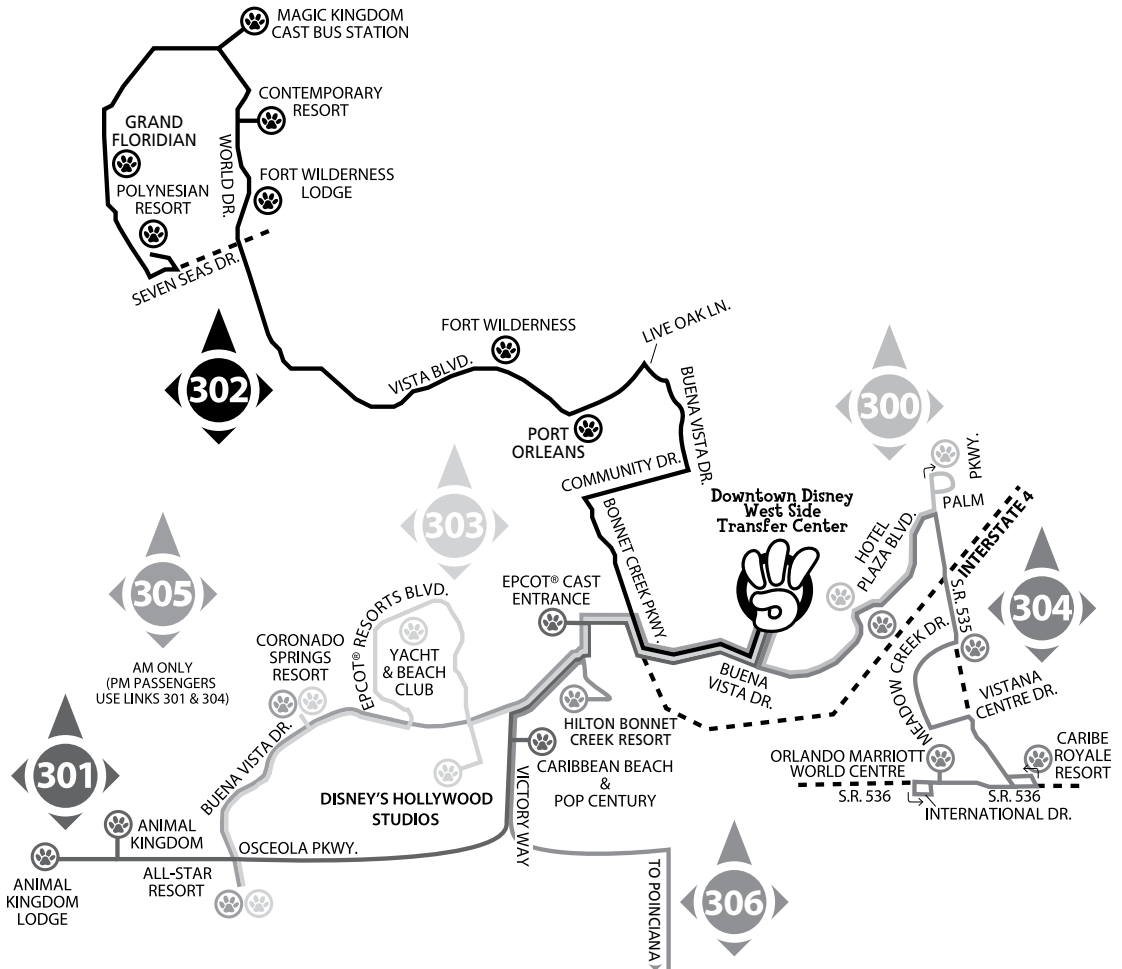 MAGIC KINGDOM
CAST BUS STATION
CONTEMPORARY
RESORT
GRAND
FLORIDIAN
WORLD DR.
FORT WILDERNESS
LODGE
POLYNESIAN
RESORT
SEVEN SEAS DR.
302
FORT WILDERNESS
LIVE OAK LN.
VISTA BLVD.
BUENA VISTA DR.
300
PORT
ORLEANS
COMMUNITY DR.
PKWY.
PALM
303
BONNET CREEK PKWY.
Downtown Disney
West Side
Transfer Center
HOTEL
PLAZA BLVD.
INTERSTATE 4
305
AM ONLY
(PM PASSENGERS
USE LINKS 301 & 304)
EPCOT® RESORTS BLVD.
EPCOT® CAST
ENTRANCE
S.R. 535
304
CORONADO
SPRINGS
RESORT
YACHT
& BEACH
CLUB
BUENA
VISTA DR.
MEADOW CREEK DR.
VISTANA
CENTRE DR.
301
BUENA VISTA DR.
HILTON BONNET
CREEK RESORT
ORLANDO MARRIOTT
WORLD CENTRE
CARIBE
ROYALE
RESORT
DISNEY'S HOLLYWOOD
STUDIOS
VICTORY WAY
CARIBBEAN BEACH
&
POP CENTURY
S.R. 536
S.R. 536
INTERNATIONAL DR.
ANIMAL
KINGDOM
OSCEOLA PKWY.
ALL-STAR
RESORT
ANIMAL
KINGDOM
LODGE
TO POINCIANA
306